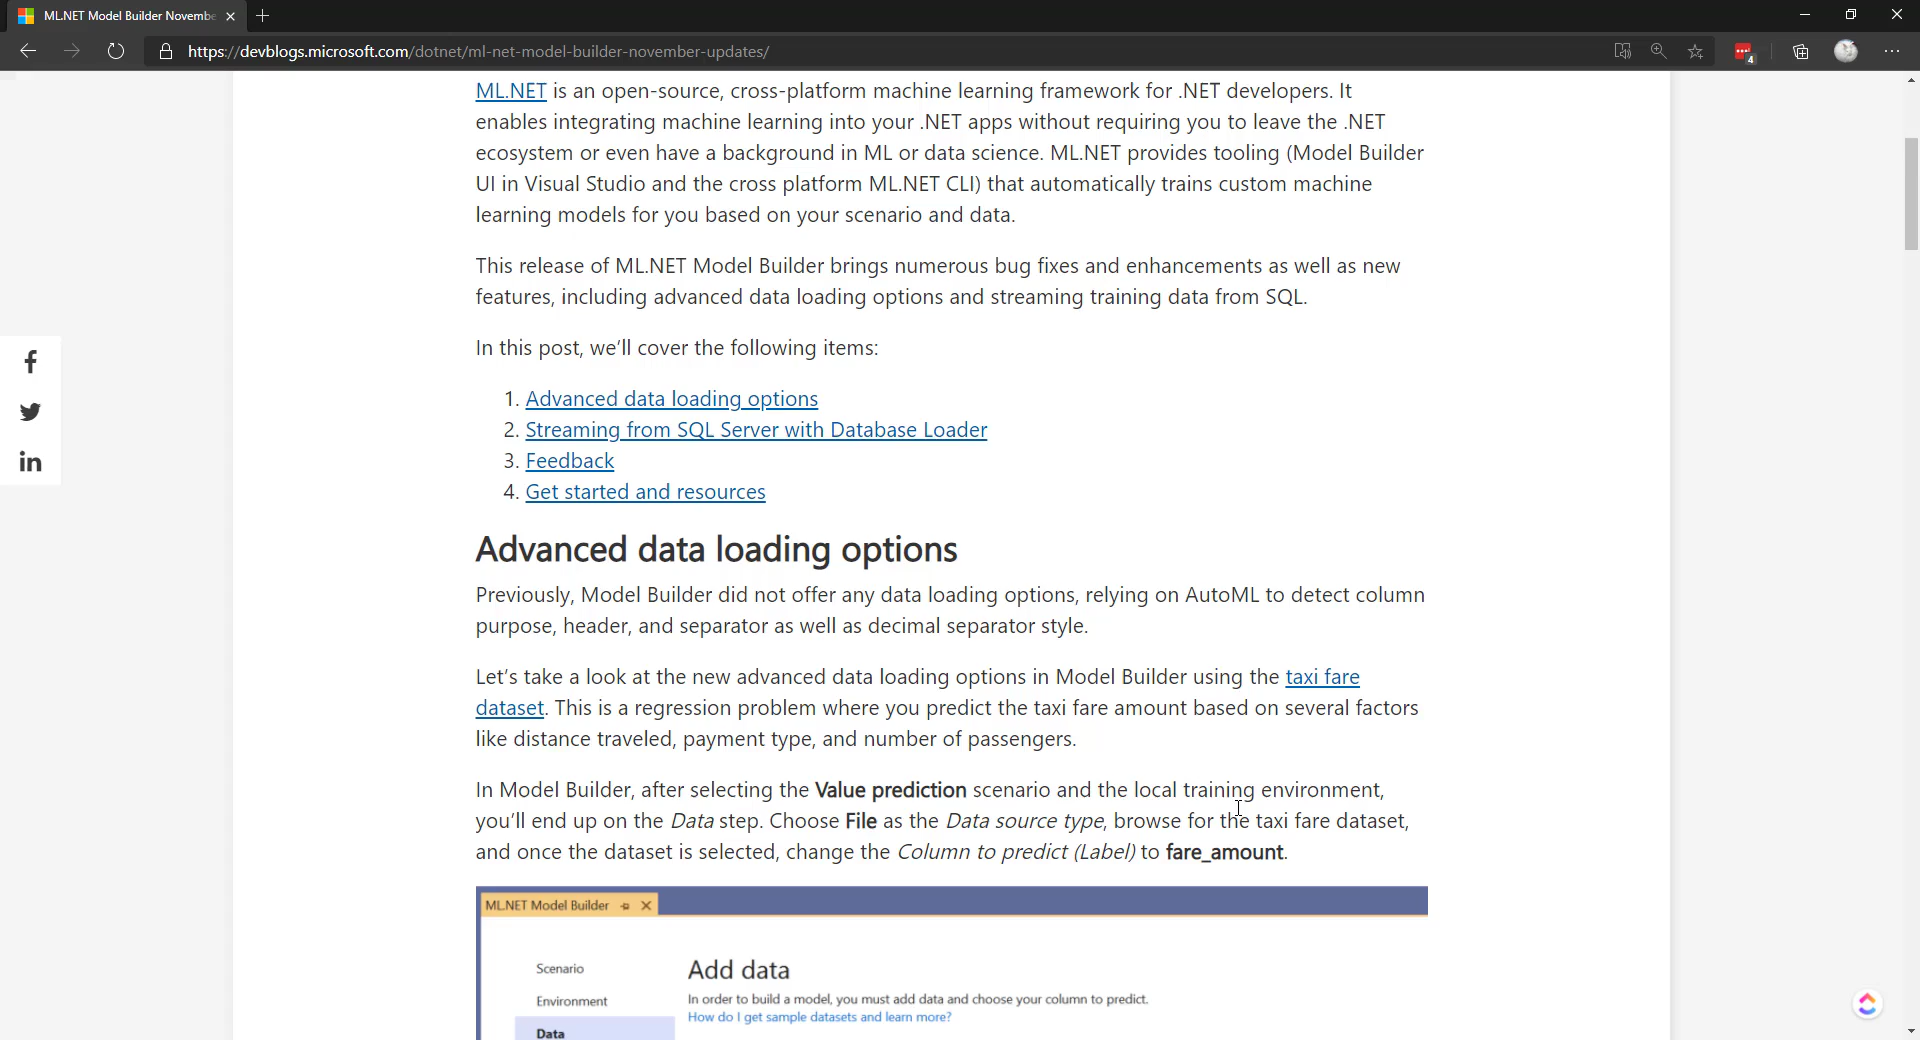 ML.NET Model Builder Novembe
https://devblogs.microsoft.com/dotnet/ml-net-model-builder-november-updates/
4
ML.NET is an open-source, cross-platform machine learning framework for .NET developers. It
enables integrating machine learning into your .NET apps without requiring you to leave the .NET
ecosystem or even have a background in ML or data science. ML.NET provides tooling (Model Builder
UI in Visual Studio and the cross platform ML.NET CLI) that automatically trains custom machine
learning models for you based on your scenario and data.
This release of ML.NET Model Builder brings numerous bug fixes and enhancements as well as new
features, including advanced data loading options and streaming training data from SQL.
In this post, we'll cover the following items:
1. Advanced data loading options
2. Streaming from SQL Server with Database Loader
3. Feedback
4. Get started and resources
Advanced data loading options
Previously, Model Builder did not offer any data loading options, relying on AutoML to detect column
purpose, header, and separator as well as decimal separator style.
Let's take a look at the new advanced data loading options in Model Builder using the taxi fare
dataset. This is a regression problem where you predict the taxi fare amount based on several factors
like distance traveled, payment type, and number of passengers.
In Model Builder, after selecting the Value prediction scenario and the local training environment,
you'll end up on the Data step. Choose File as the Data source type, browse for the taxi fare dataset,
and once the dataset is selected, change the Column to predict (Label) to fare_amount.
ML.NET Model Builder
Scenario
Environment
Data
Add data
In order to build a model, you must add data and choose your column to predict.
How do I get sample datasets and learn more?